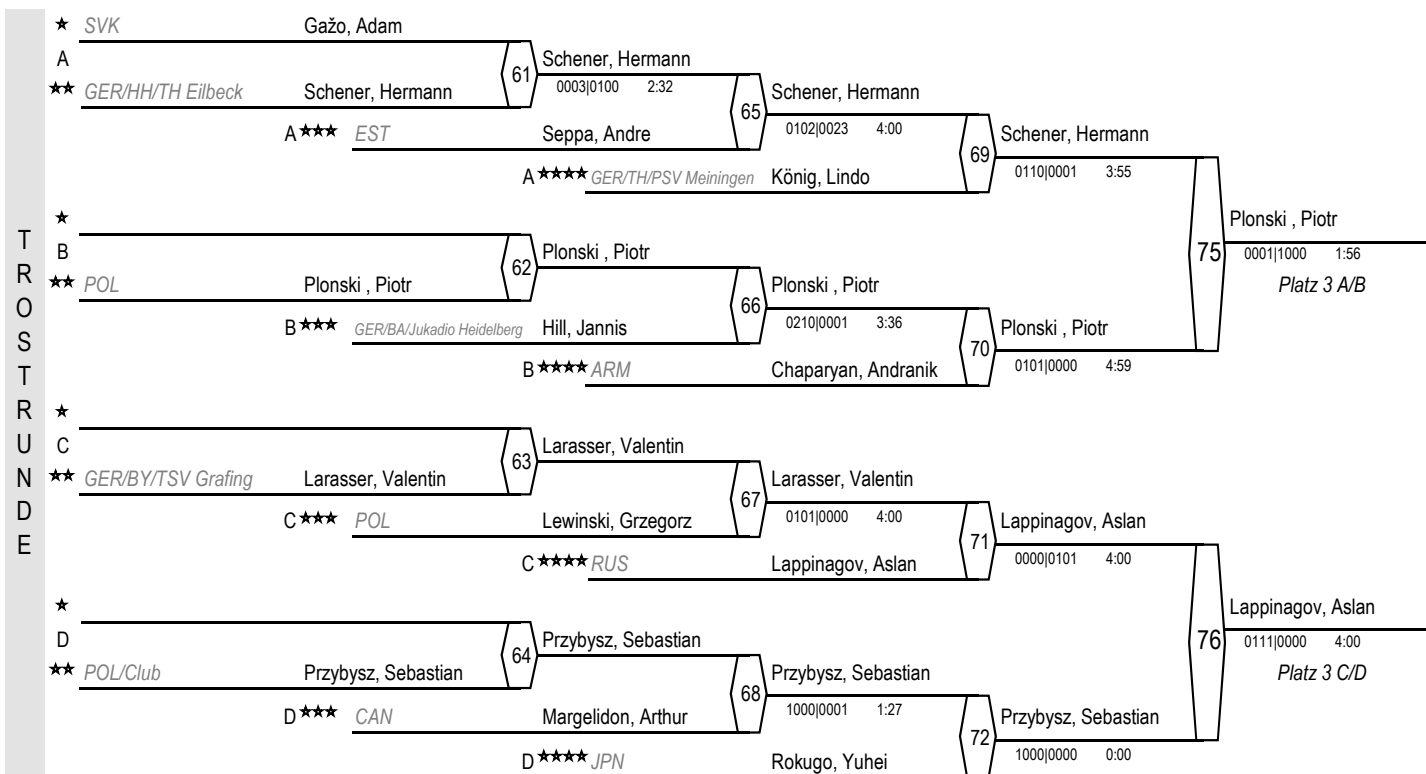 TROSTRUNDE
★ SVK Gažo, Adam
A
★★ GER/HH/TH Eilbeck Schener, Hermann
61 Schener, Hermann
0003|0100 2:32
A ★★★ EST Seppa, Andre
65 Schener, Hermann
0102|0023 4:00
A ★★★★ GER/TH/PSV Meiningen König, Lindo
69 Schener, Hermann
0110|0001 3:55
★
B
★★ POL Plonski , Piotr
62 Plonski , Piotr
B ★★★ GER/BA/Jukadio Heidelberg Hill, Jannis
66 Plonski , Piotr
0210|0001 3:36
B ★★★★ ARM Chaparyan, Andranik
70 Plonski , Piotr
0101|0000 4:59
75 Plonski , Piotr
0001|1000 1:56
Platz 3 A/B
★
C
★★ GER/BY/TSV Grafing Larasser, Valentin
63 Larasser, Valentin
C ★★★ POL Lewinski, Grzegorz
67 Larasser, Valentin
0101|0000 4:00
C ★★★★ RUS Lappinagov, Aslan
71 Lappinagov, Aslan
0000|0101 4:00
★
D
★★ POL/Club Przybysz, Sebastian
64 Przybysz, Sebastian
D ★★★ CAN Margelidon, Arthur
68 Przybysz, Sebastian
1000|0001 1:27
D ★★★★ JPN Rokugo, Yuhei
72 Przybysz, Sebastian
1000|0000 0:00
76 Lappinagov, Aslan
0111|0000 4:00
Platz 3 C/D